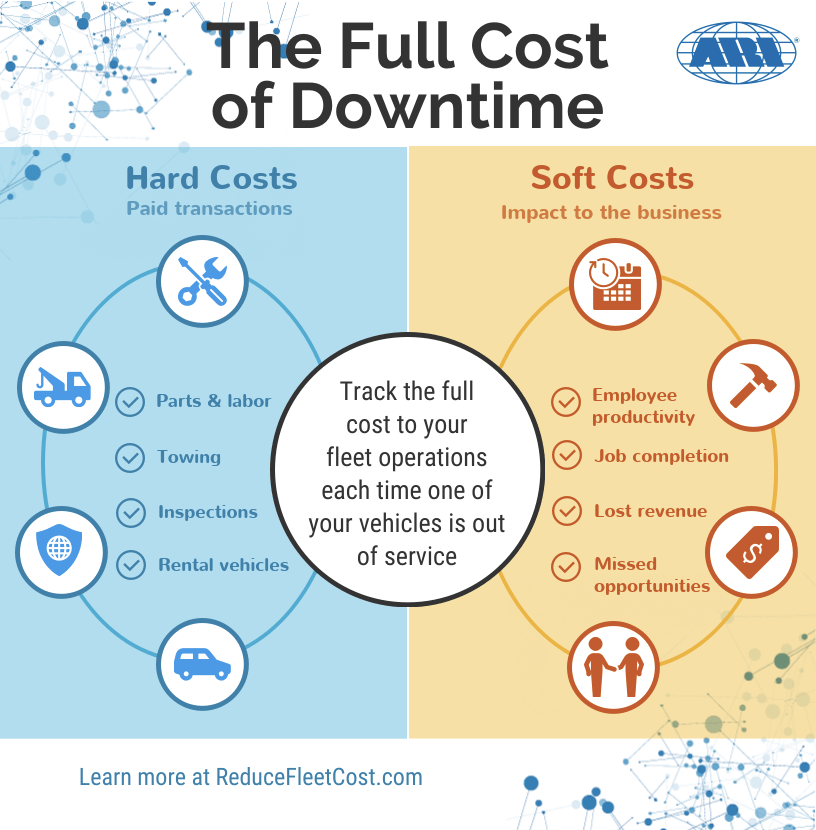 The Full Cost
of Downtime
ARI
®
Hard Costs
Paid transactions
Parts & labor
Towing
Inspections
Rental vehicles
Track the full
cost to your
fleet operations
each time one of
your vehicles is out
of service
Soft Costs
Impact to the business
Employee
productivity
Job completion
Lost revenue
Missed
opportunities
$
Learn more at ReduceFleetCost.com